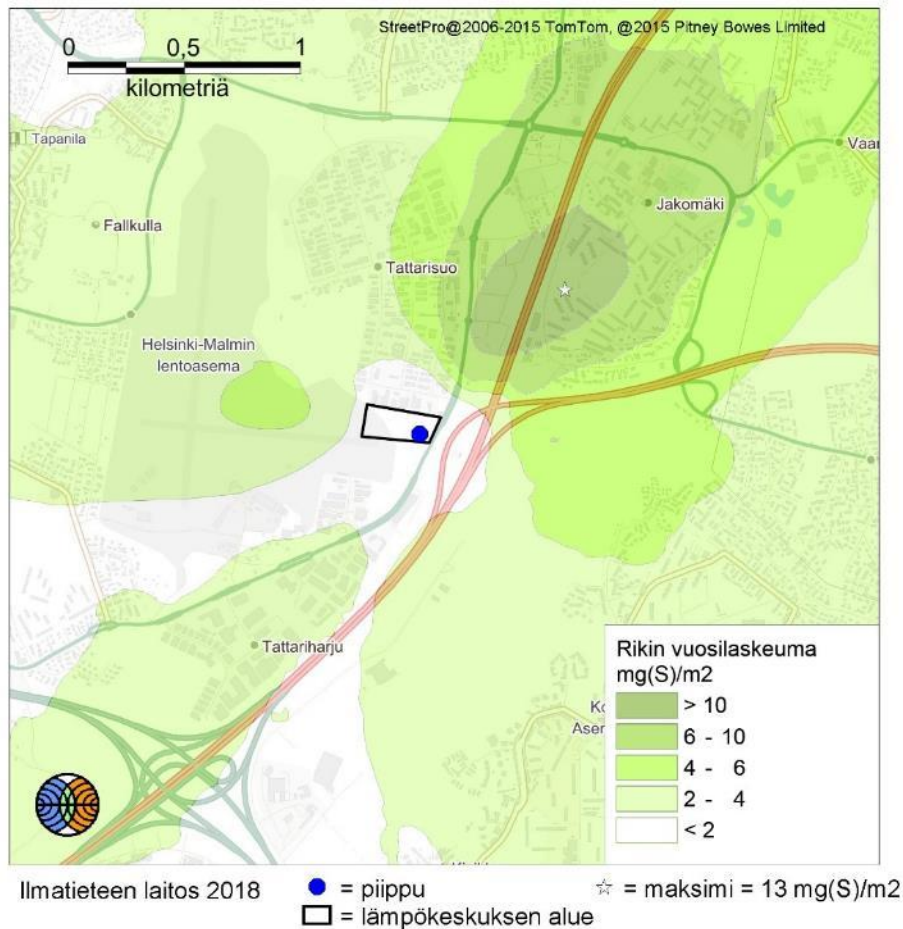 StreetPro@2006-2015 TomTom, @2015 Pitney Bowes Limited
0 0,5 1
kilometriä
Tapanila
Vaar
Jakomäki
Fallkulla
Tattarisuo
Helsinki-Malmin
lentoasema
Tattariharju
Rikin vuosilaskeuma
mg(S)/m2
> 10
6 - 10
4 - 6
2 - 4
< 2
Aser
Ilmatieteen laitos 2018
= piippu
= maksimi = 13 mg(S)/m2
= lämpökeskuksen alue